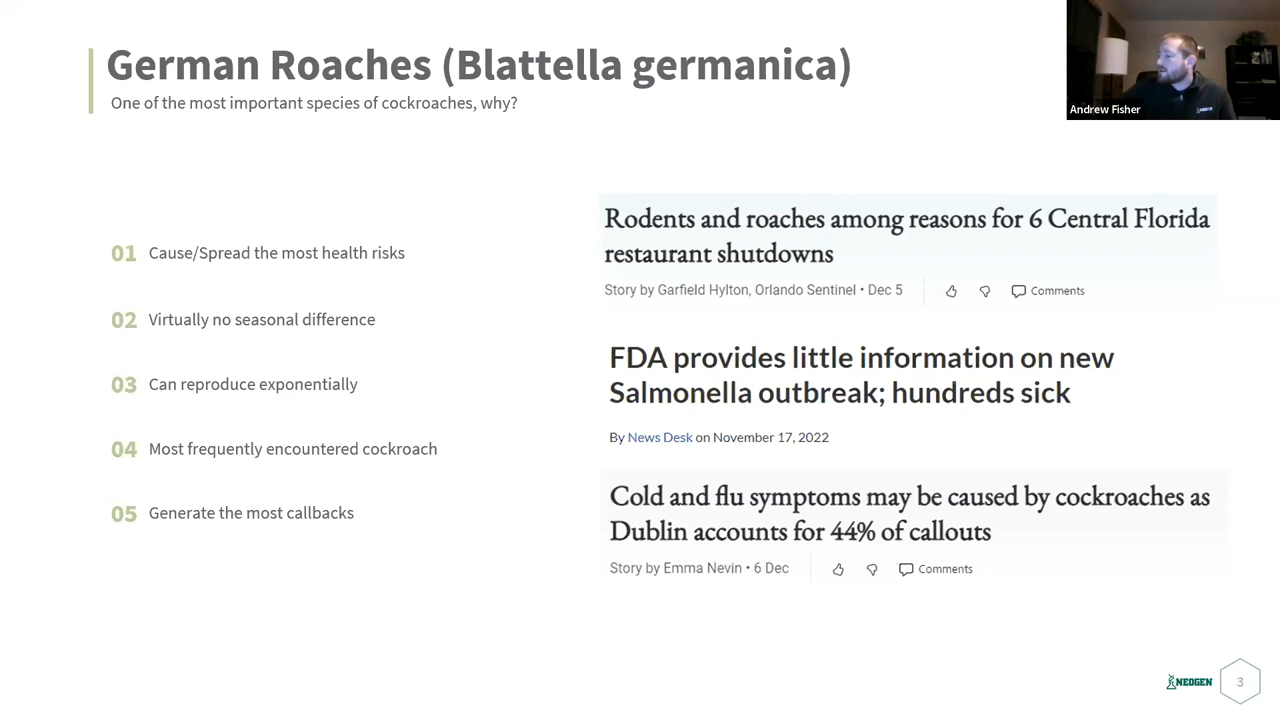 German Roaches (Blattella germanica)
One of the most important species of cockroaches, why?
Andrew Fisher
01 Cause/Spread the most health risks
02 Virtually no seasonal difference
03 Can reproduce exponentially
04 Most frequently encountered cockroach
05 Generate the most callbacks
Rodents and roaches among reasons for 6 Central Florida
restaurant shutdowns
Story by Garfield Hylton, Orlando Sentinel • Dec 5
Comments
FDA provides little information on new
Salmonella outbreak; hundreds sick
By News Desk on November 17, 2022
Cold and flu symptoms may be caused by cockroaches as
Dublin accounts for 44% of callouts
Story by Emma Nevin • 6 Dec
Comments
NEOGEN
3